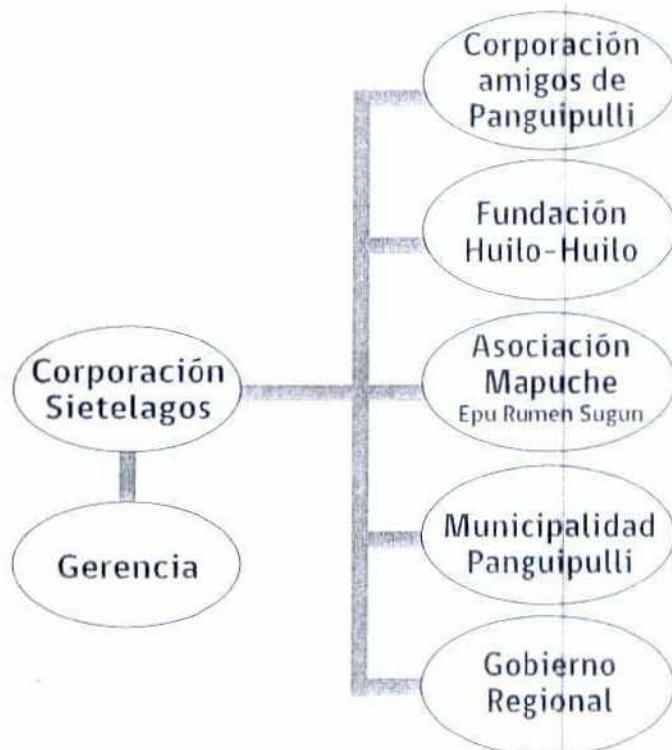 Corporación
amigos de
Panguipulli
Fundación
Huilo-Huilo
Corporación
Sietelagos
Asociación
Mapuche
Epu Rumen Sugun
Gerencia
Municipalidad
Panguipulli
Gobierno
Regional